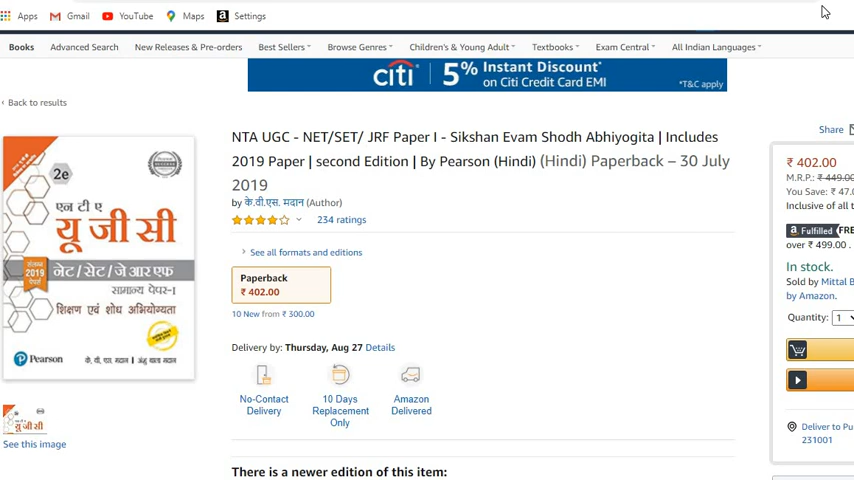 Apps Gmail YouTube Maps a Settings
Books Advanced Search New Releases & Pre-orders Best Sellers Browse Genres Children's & Young Adult Textbooks Exam Central All Indian Languages
citi 5% Instant Discount*
on Citi Credit Card EMI
*T&C apply
‹ Back to results
2e
एन टी ए
यू जी सी
2019
नेट/सेट/जे आर एफ
सामान्य पेपर-I
शिक्षण एवं शोध अभियोग्यता
Pearson
के. वी. एस. मदान
यू जी सी
See this image
NTA UGC - NET/SET/ JRF Paper I - Sikshan Evam Shodh Abhiyogita | Includes
2019 Paper | second Edition | By Pearson (Hindi) (Hindi) Paperback – 30 July
2019
by के.वी.एस. मदान (Author)
234 ratings
See all formats and editions
Paperback
₹ 402.00
10 New from ₹ 300.00
Delivery by: Thursday, Aug 27 Details
No-Contact
Delivery
10 Days
Replacement
Only
Amazon
Delivered
There is a newer edition of this item:
Share
₹ 402.00
M.R.P.: ₹ 449.00
You Save: ₹ 47.0
Inclusive of all t
a Fulfilled FRE
over ₹ 499.00 .
In stock.
Sold by Mittal B
by Amazon.
Quantity: 1
Deliver to Pu
231001